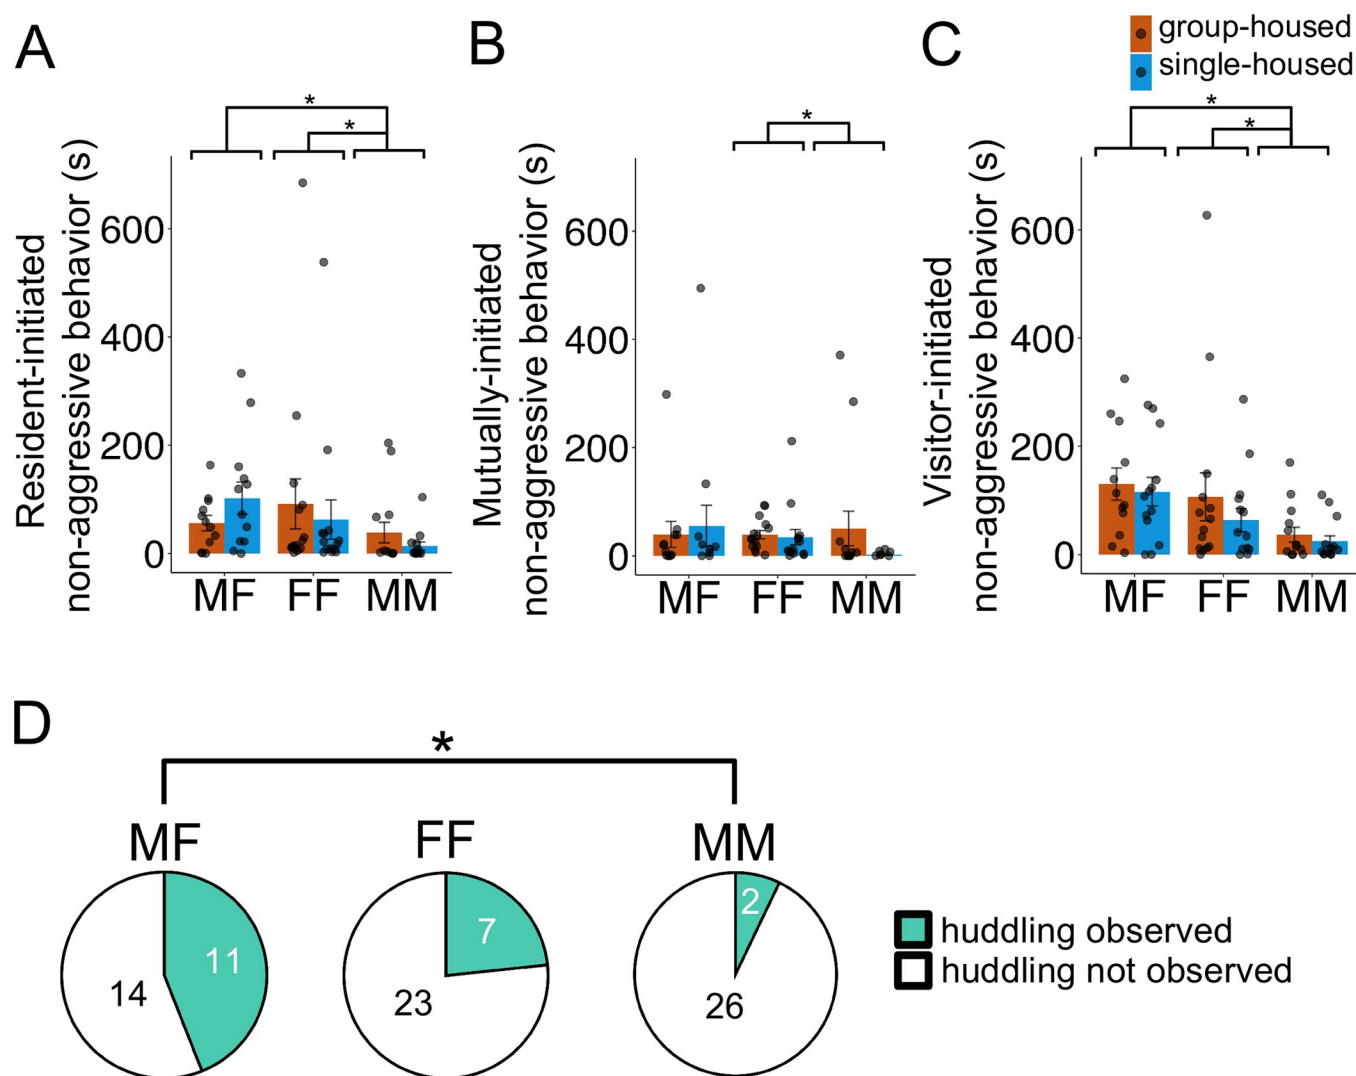 A
B
C
group-housed
single-housed
*
*
*
*
*
Resident-initiated
non-aggressive behavior (s)
600
400
200
0
MF FF MM
Mutually-initiated
non-aggressive behavior (s)
600
400
200
0
MF FF MM
Visitor-initiated
non-aggressive behavior (s)
600
400
200
0
MF FF MM
D
*
MF
FF
MM
11
14
7
23
2
26
huddling observed
huddling not observed